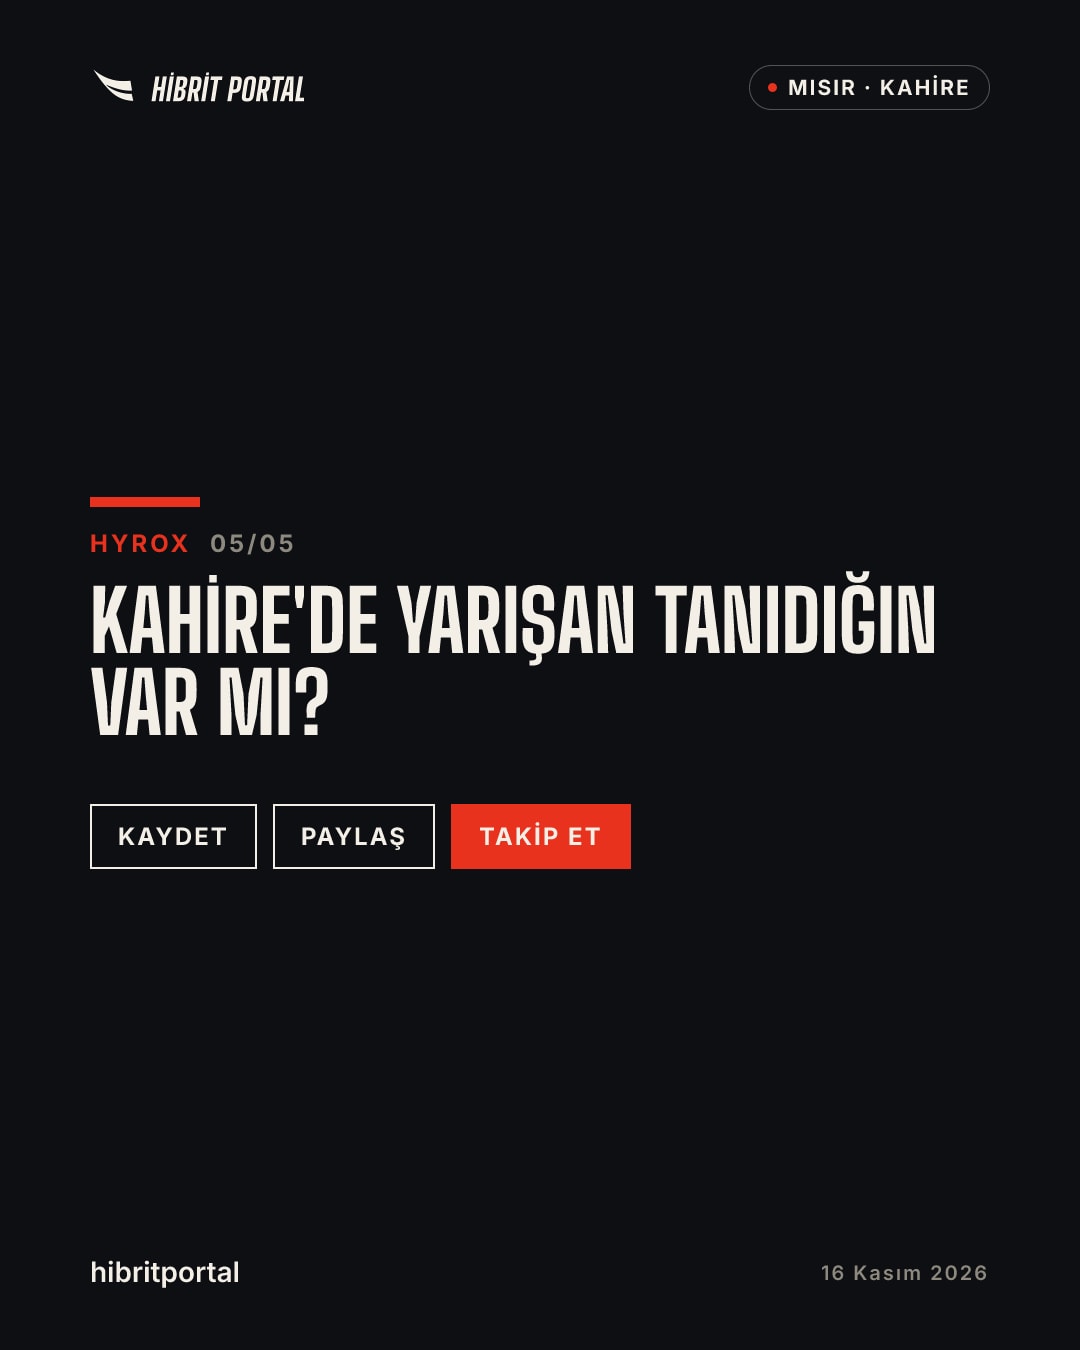 HİBRİT PORTAL
MISIR · KAHİRE
HYROX 05/05
KAHİRE'DE YARIŞAN TANIDIĞIN
VAR MI?
KAYDET
PAYLAŞ
TAKİP ET
hibritportal
16 Kasım 2026